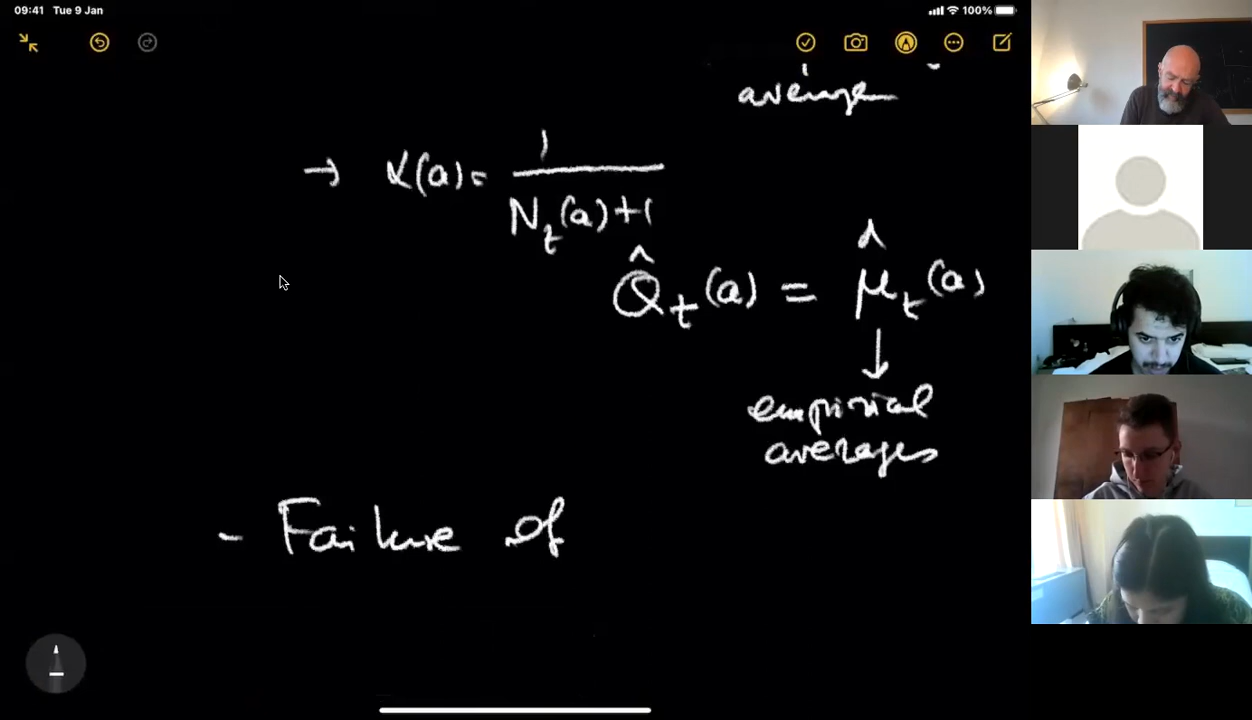 09:41 Tue 9 Jan
100%
average
→ α(a) = 1 / (N_t(a)+1)
Q̂_t(a) = μ̂_t(a)
↓
empirical
averages
- Failure of